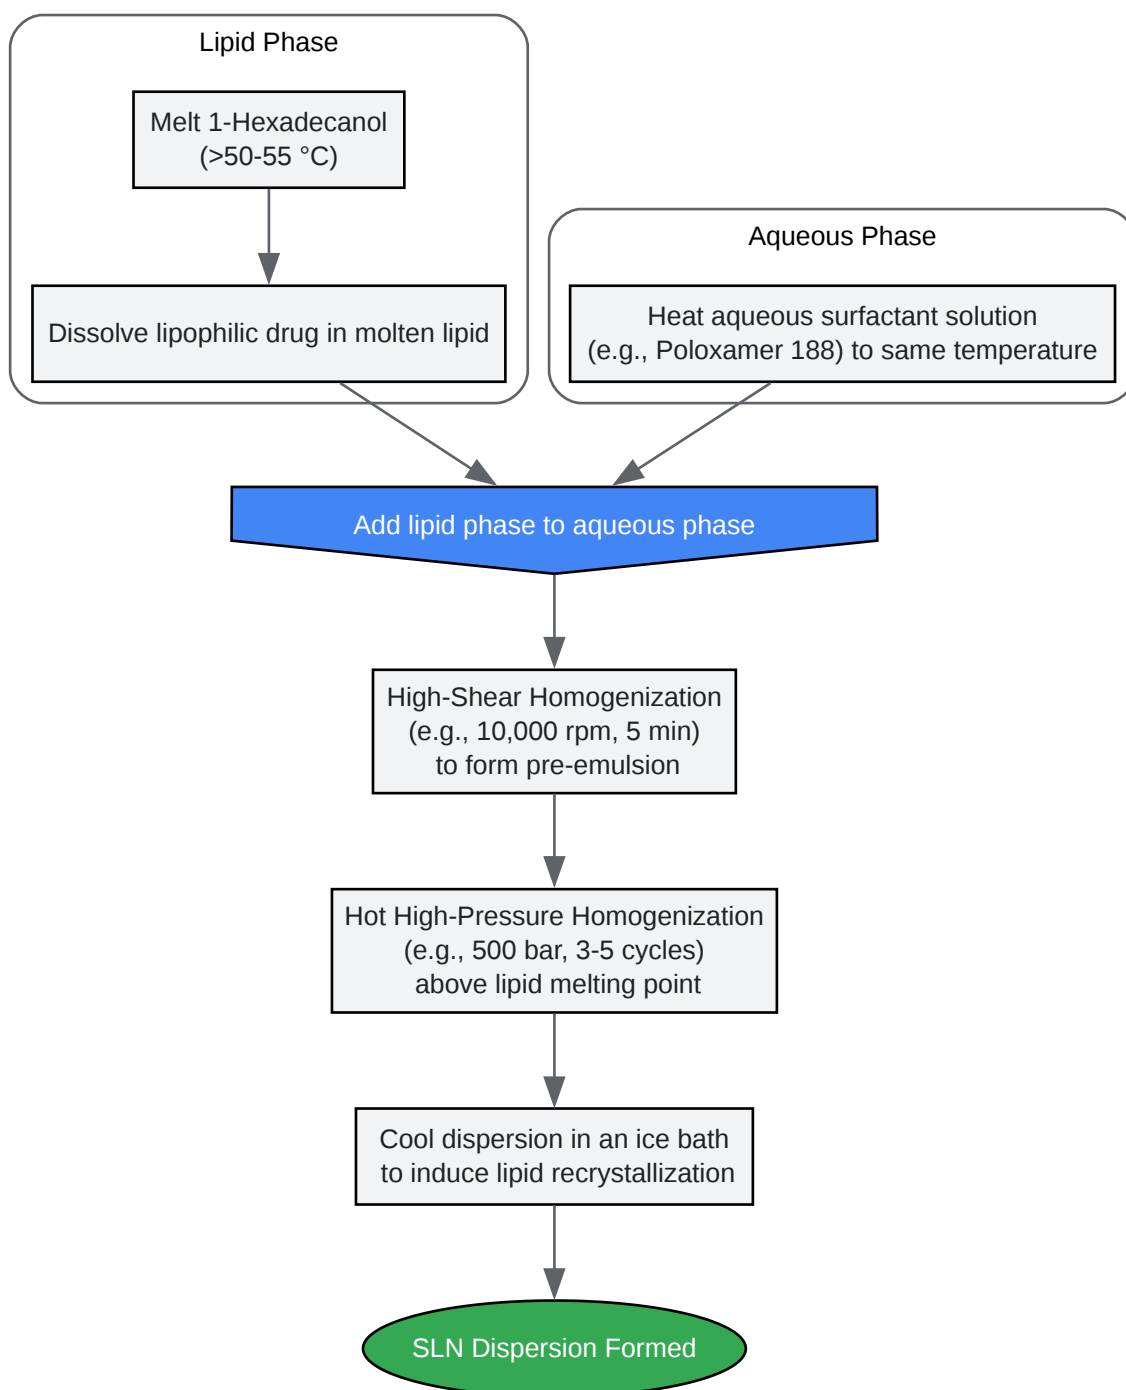 Lipid Phase
Melt 1-Hexadecanol
(>50-55 °C)
Dissolve lipophilic drug in molten lipid
Aqueous Phase
Heat aqueous surfactant solution
(e.g., Poloxamer 188) to same temperature
Add lipid phase to aqueous phase
High-Shear Homogenization
(e.g., 10,000 rpm, 5 min)
to form pre-emulsion
Hot High-Pressure Homogenization
(e.g., 500 bar, 3-5 cycles)
above lipid melting point
Cool dispersion in an ice bath
to induce lipid recrystallization
SLN Dispersion Formed